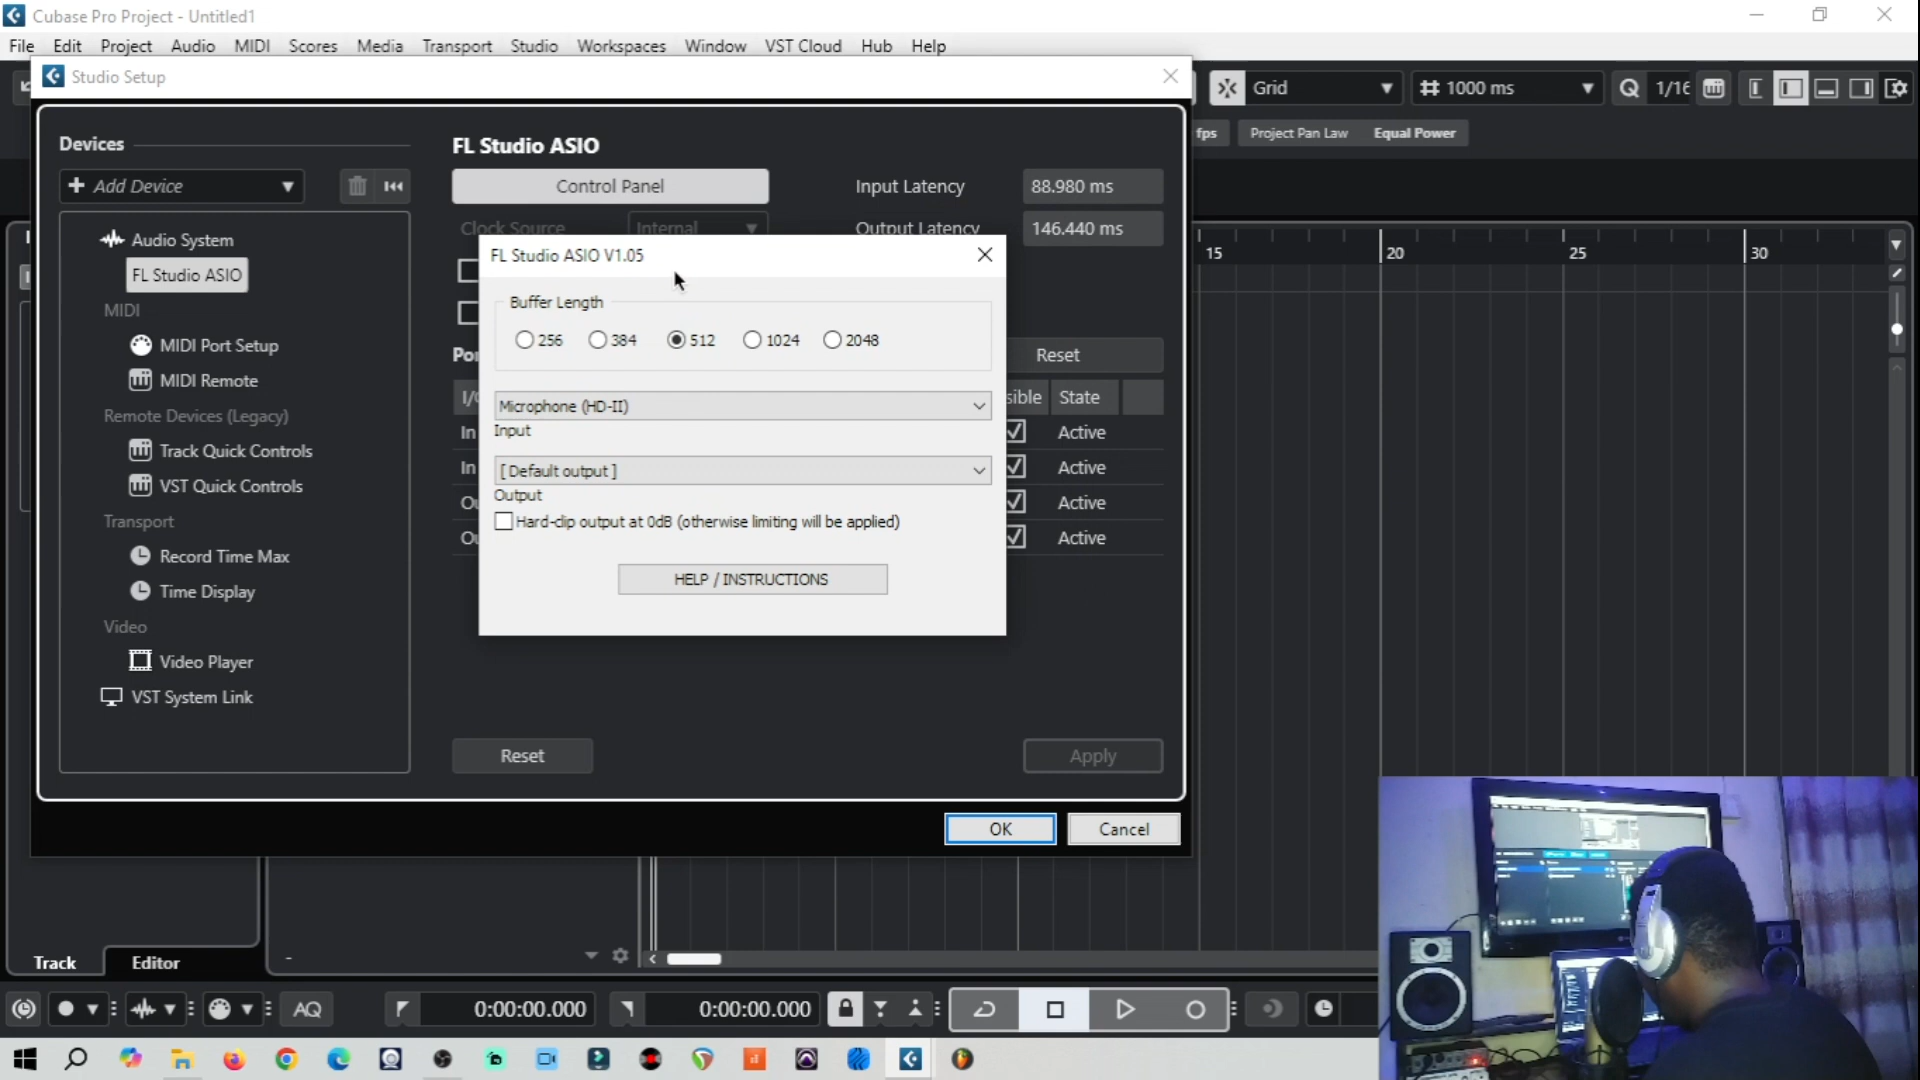 Cubase Pro Project - Untitled1
File Edit Project Audio MIDI Scores Media Transport Studio Workspaces Window VST Cloud Hub Help
Studio Setup
Grid
1000 ms
Q
1/16
fps
Project Pan Law Equal Power
Devices
FL Studio ASIO
Add Device
Control Panel
Input Latency
88.980 ms
Clock Source
Internal
Output Latency
146.440 ms
Audio System
FL Studio ASIO
MIDI
MIDI Port Setup
MIDI Remote
Remote Devices (Legacy)
Track Quick Controls
VST Quick Controls
Transport
Record Time Max
Time Display
Video
Video Player
VST System Link
15
20
25
30
FL Studio ASIO V1.05
Buffer Length
256 384 512 1024 2048
Microphone (HD-II)
Input
[ Default output ]
Output
Hard-clip output at 0dB (otherwise limiting will be applied)
HELP / INSTRUCTIONS
Reset
State
In
Active
In
Active
Active
Active
Reset
Apply
OK
Cancel
Track
Editor
AQ
0:00:00.000
0:00:00.000